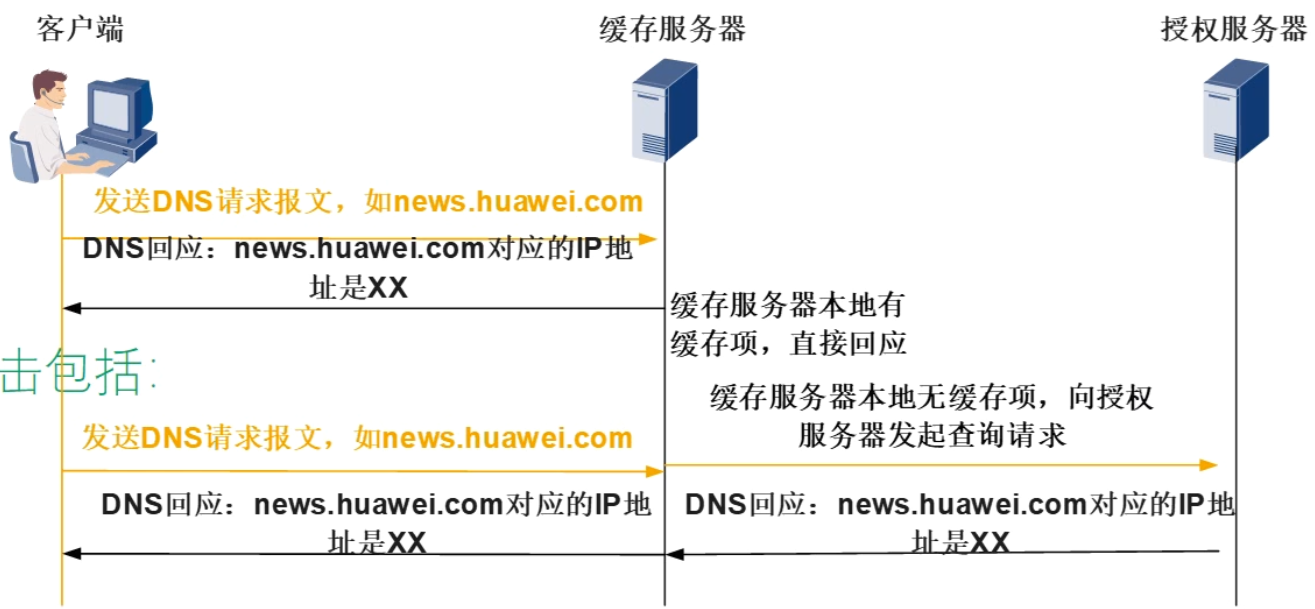 客户端
缓存服务器
授权服务器
发送DNS请求报文，如news.huawei.com
DNS回应：news.huawei.com对应的IP地
址是XX
缓存服务器本地有
缓存项，直接回应
击包括:
缓存服务器本地无缓存项，向授权
服务器发起查询请求
发送DNS请求报文，如news.huawei.com
DNS回应：news.huawei.com对应的IP地
址是XX
DNS回应：news.huawei.com对应的IP地
址是XX